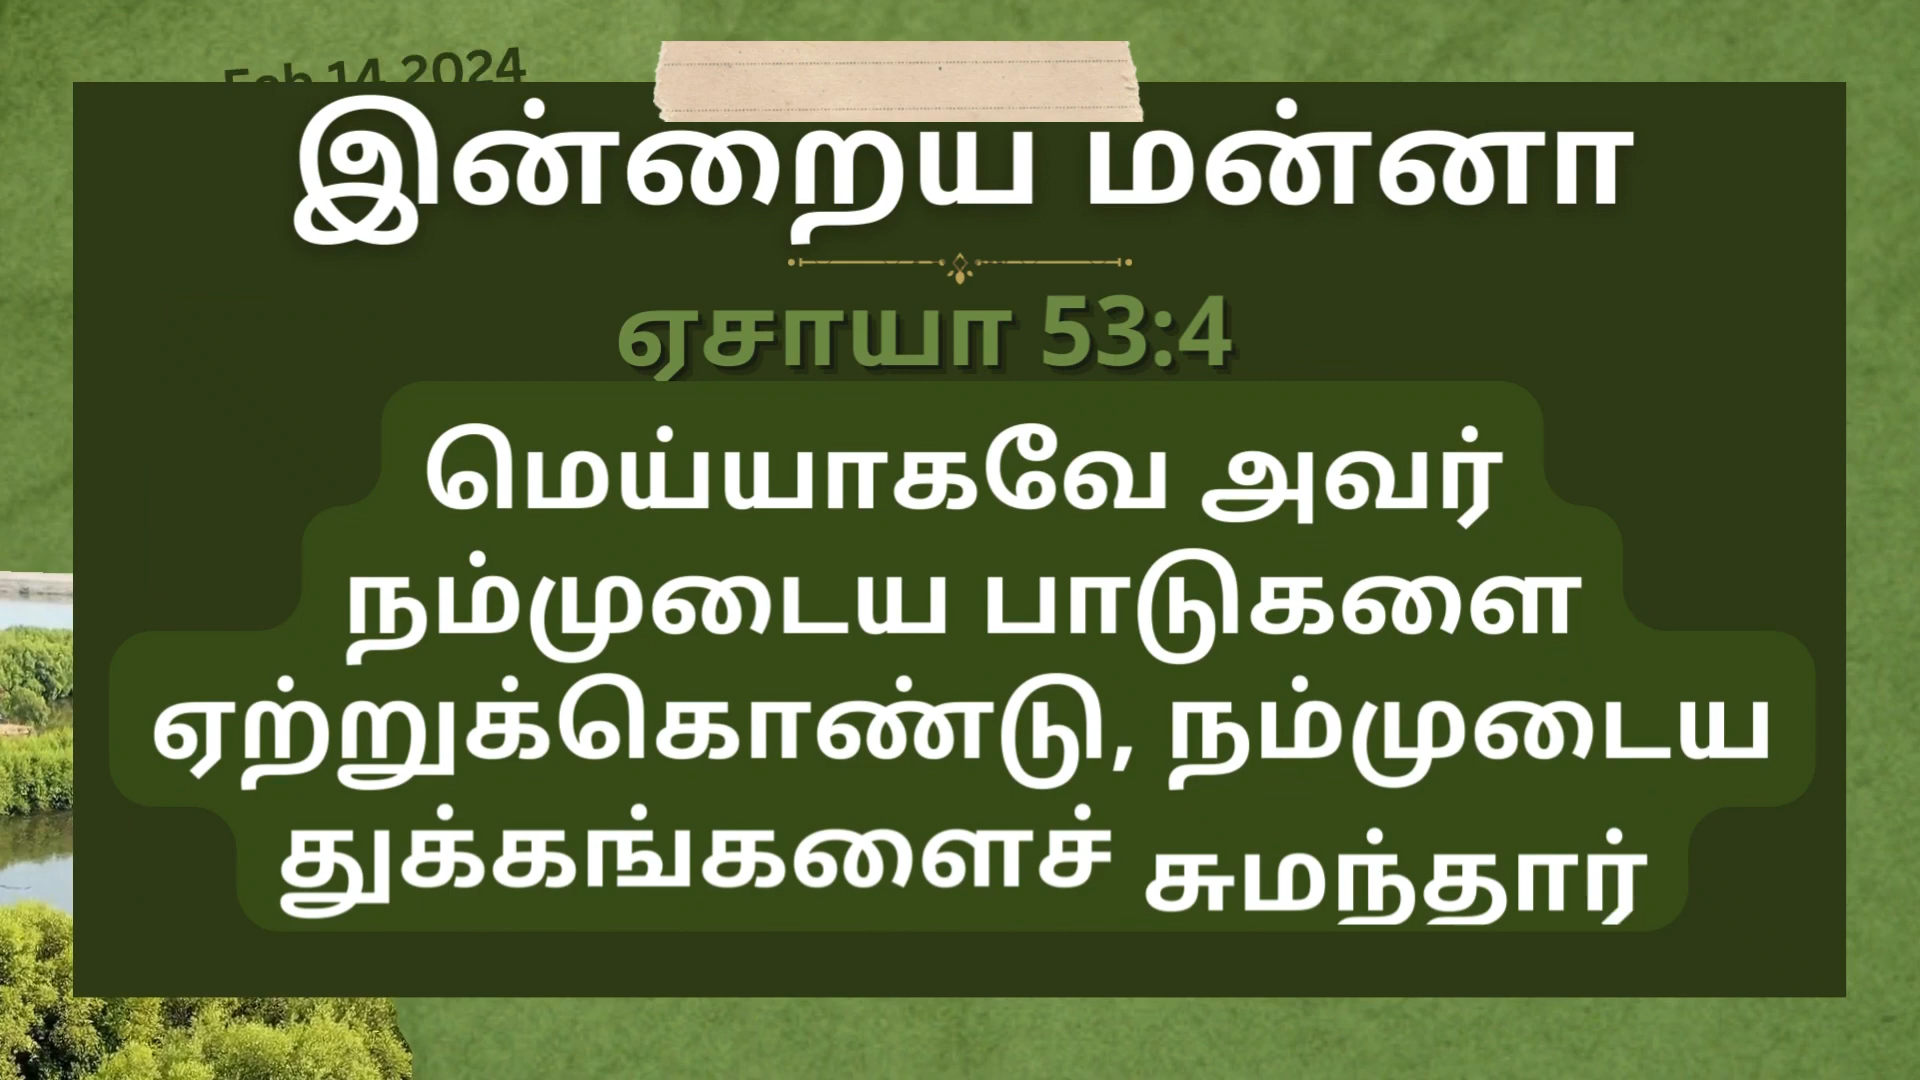 Feb 14 2024
இன்றைய மன்னா
ஏசாயா 53:4
மெய்யாகவே அவர்
நம்முடைய பாடுகளை
ஏற்றுக்கொண்டு, நம்முடைய
துக்கங்களைச் சுமந்தார்